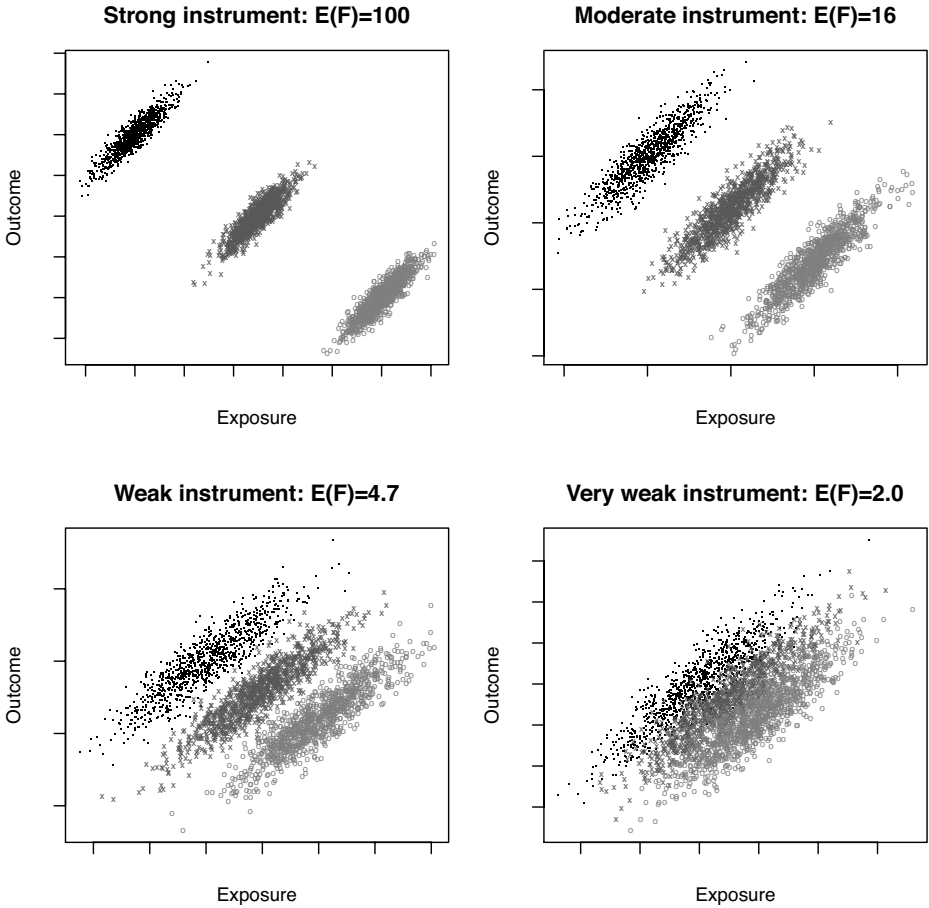 Strong instrument: E(F)=100
Outcome
Exposure
Moderate instrument: E(F)=16
Outcome
Exposure
Weak instrument: E(F)=4.7
Outcome
Exposure
Very weak instrument: E(F)=2.0
Outcome
Exposure